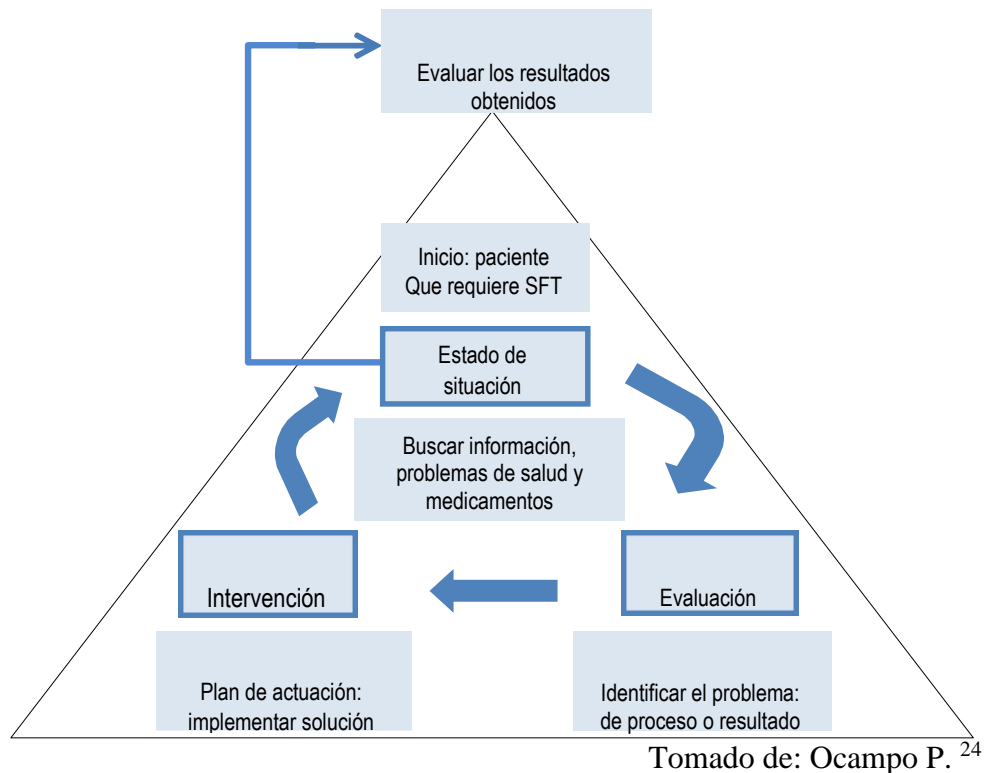 Evaluar los resultados
obtenidos
Inicio: paciente
Que requiere SFT
Estado de
situación
Buscar información,
problemas de salud y
medicamentos
Intervención
Evaluación
Plan de actuación:
implementar solución
Identificar el problema:
de proceso o resultado
Tomado de: Ocampo P. 24